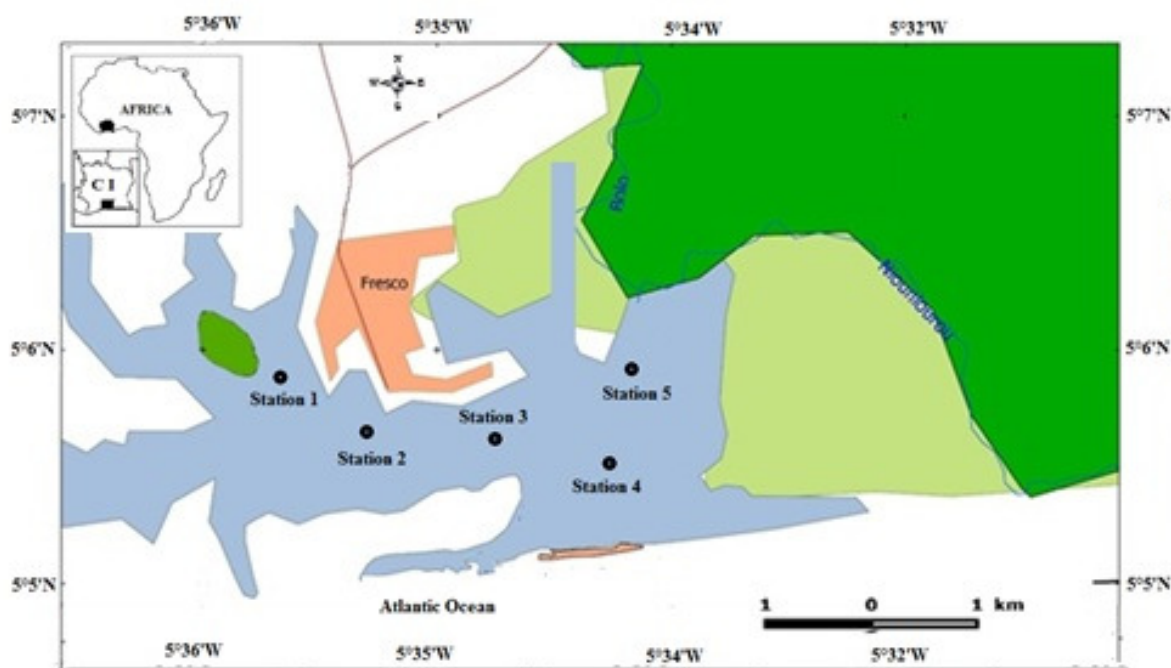 5°36'W 5°35'W 5°34'W 5°32'W
N
W E
S
AFRICA
5°7'N 5°7'N
C I
Bolo
Fresco
Nioumourou
5°6'N 5°6'N
Station 1
Station 5
Station 3
Station 2
Station 4
5°5'N 5°5'N
Atlantic Ocean
1 0 1 km
5°36'W 5°35'W 5°34'W 5°32'W